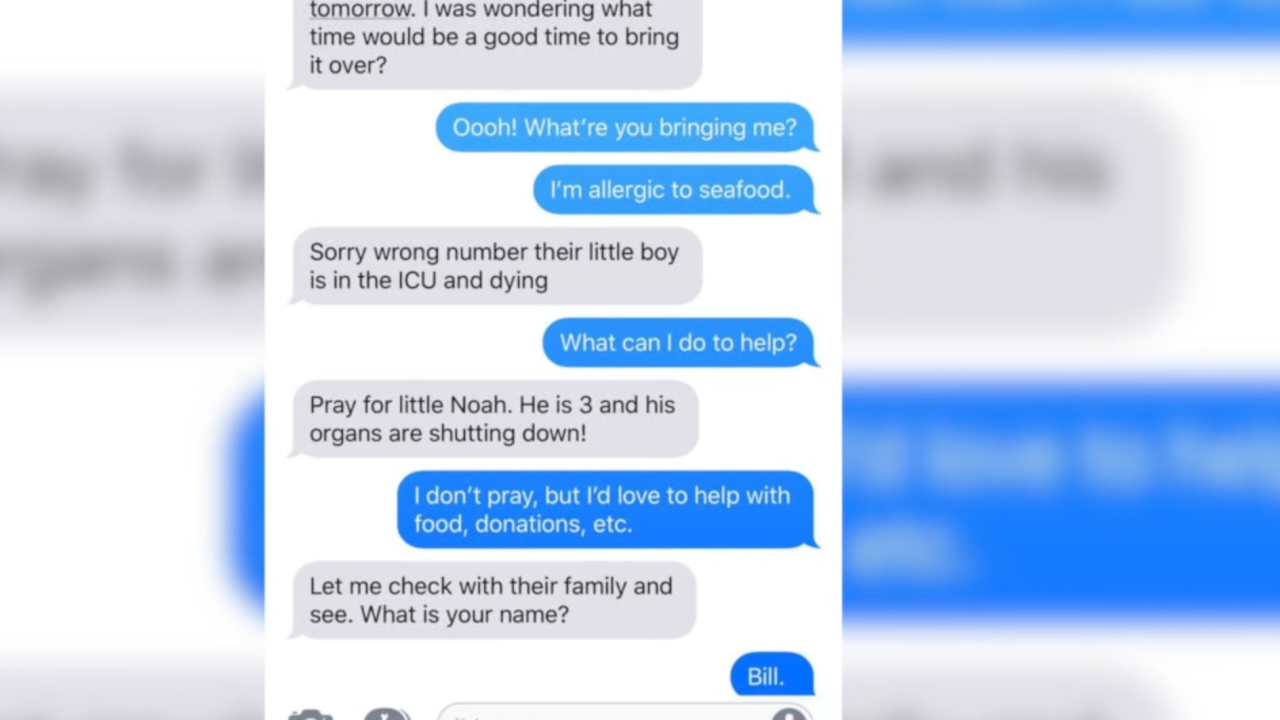 tomorrow. I was wondering what
time would be a good time to bring
it over?
Oooh! What're you bringing me?
I'm allergic to seafood.
Sorry wrong number their little boy
is in the ICU and dying
What can I do to help?
Pray for little Noah. He is 3 and his
organs are shutting down!
I don't pray, but I'd love to help with
food, donations, etc.
Let me check with their family and
see. What is your name?
Bill.